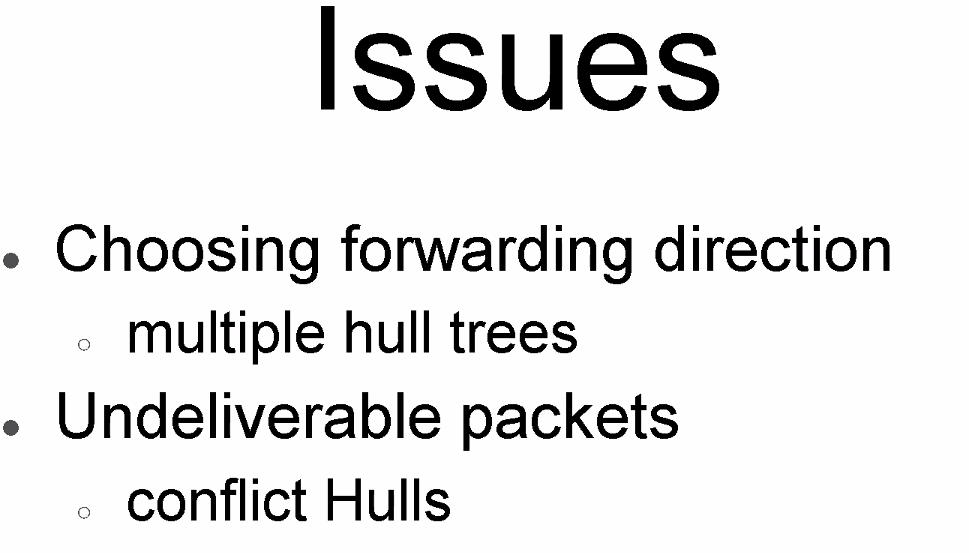 Issues
• Choosing forwarding direction
○ multiple hull trees
• Undeliverable packets
○ conflict Hulls